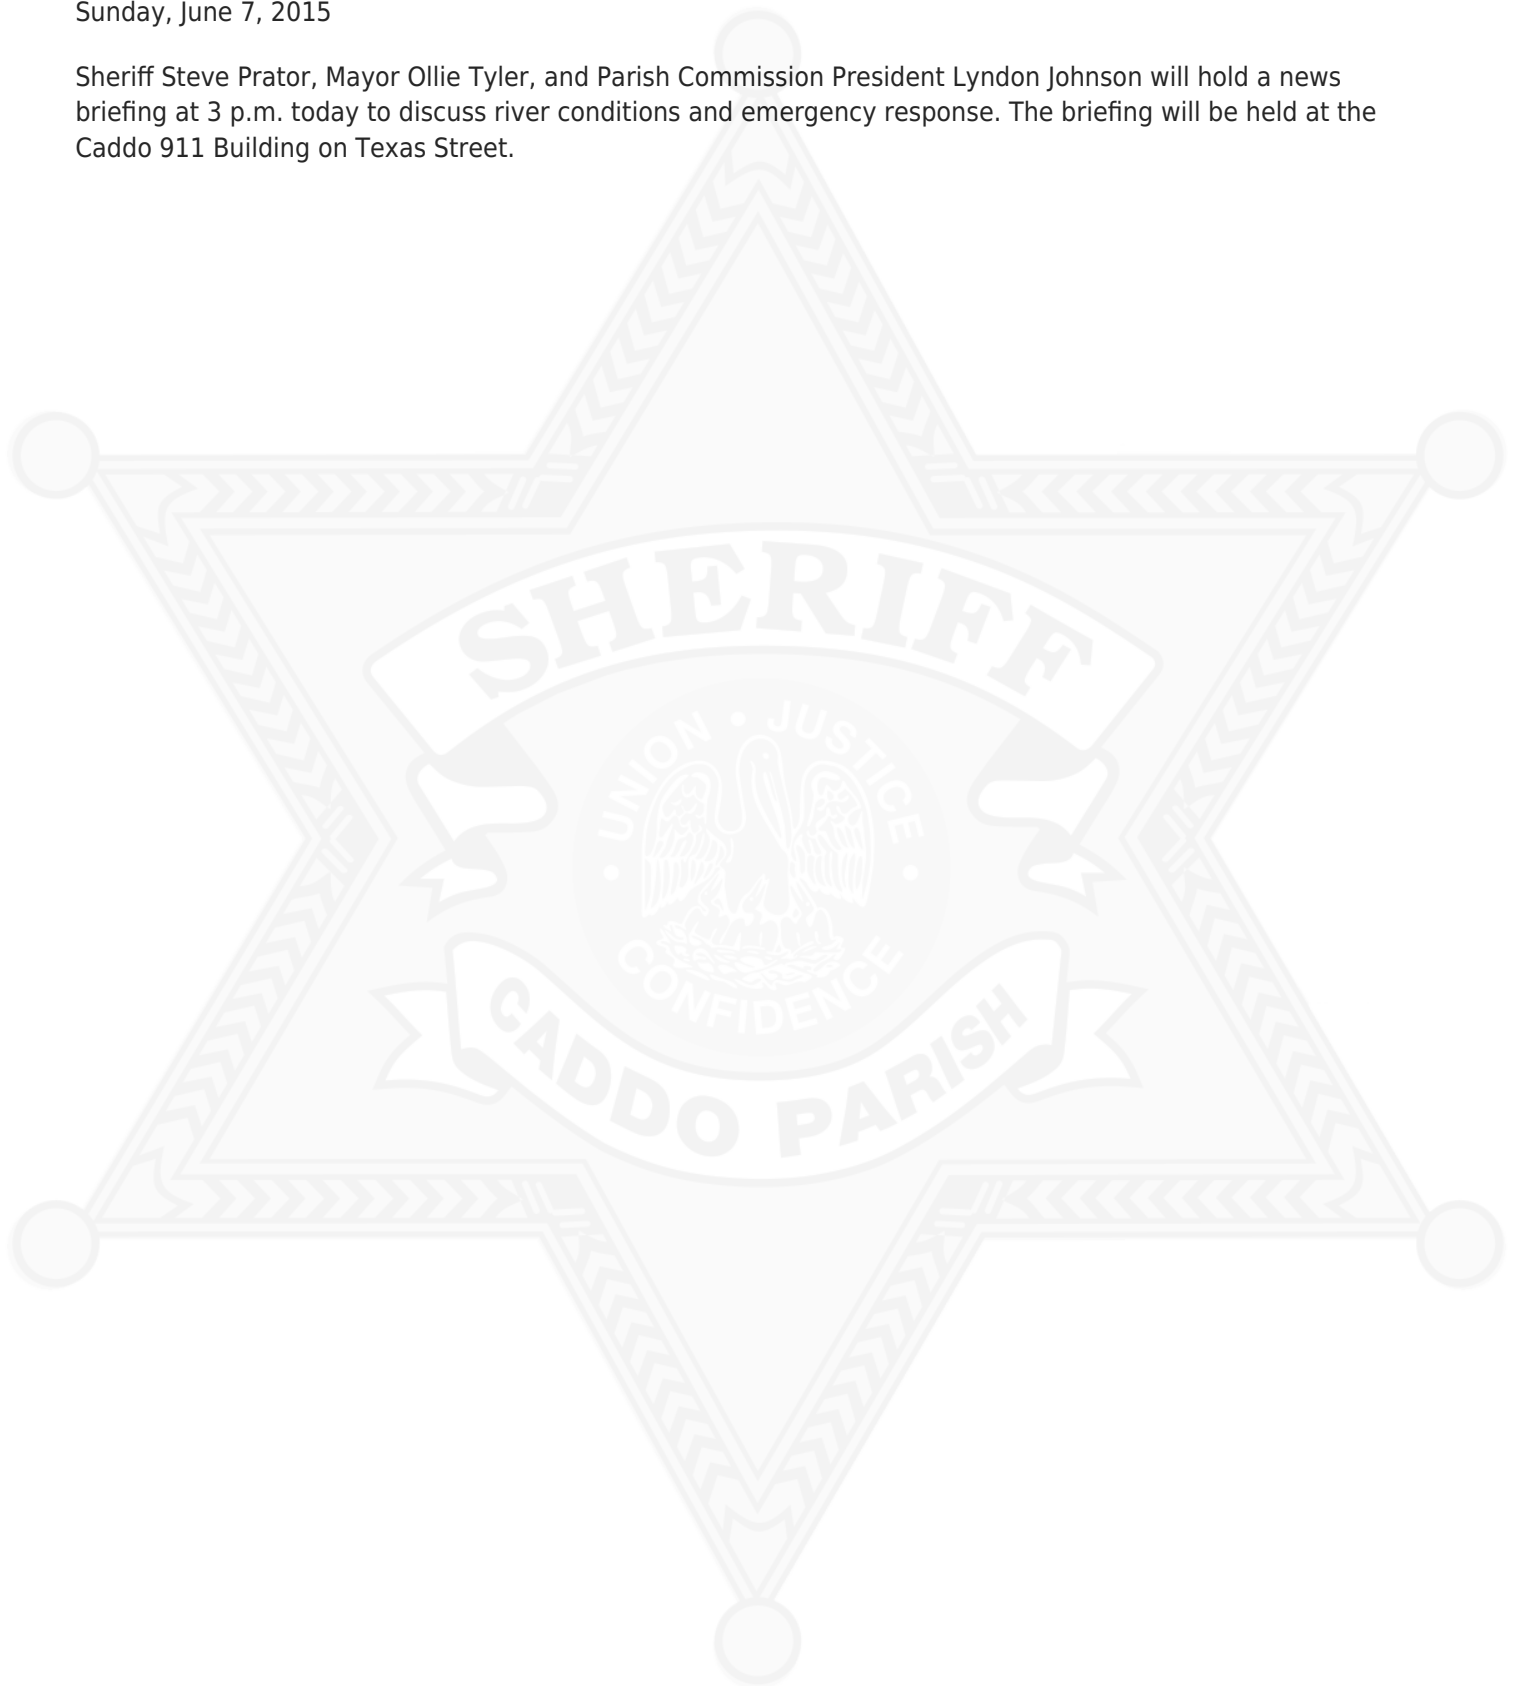 Sunday, June 7, 2015
Sheriff Steve Prator, Mayor Ollie Tyler, and Parish Commission President Lyndon Johnson will hold a news
briefing at 3 p.m. today to discuss river conditions and emergency response. The briefing will be held at the
Caddo 911 Building on Texas Street.
SHERIFF
UNION • JUSTICE
• CONFIDENCE •
CADDO PARISH